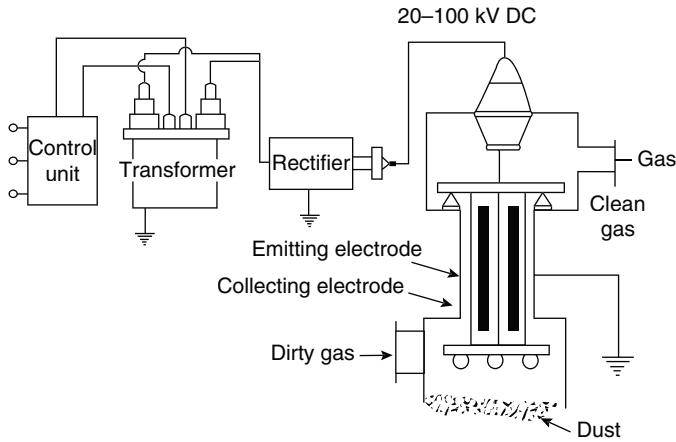 20–100 kV DC
Control
unit
Transformer
Rectifier
Gas
Clean
gas
Emitting electrode
Collecting electrode
Dirty gas
Dust